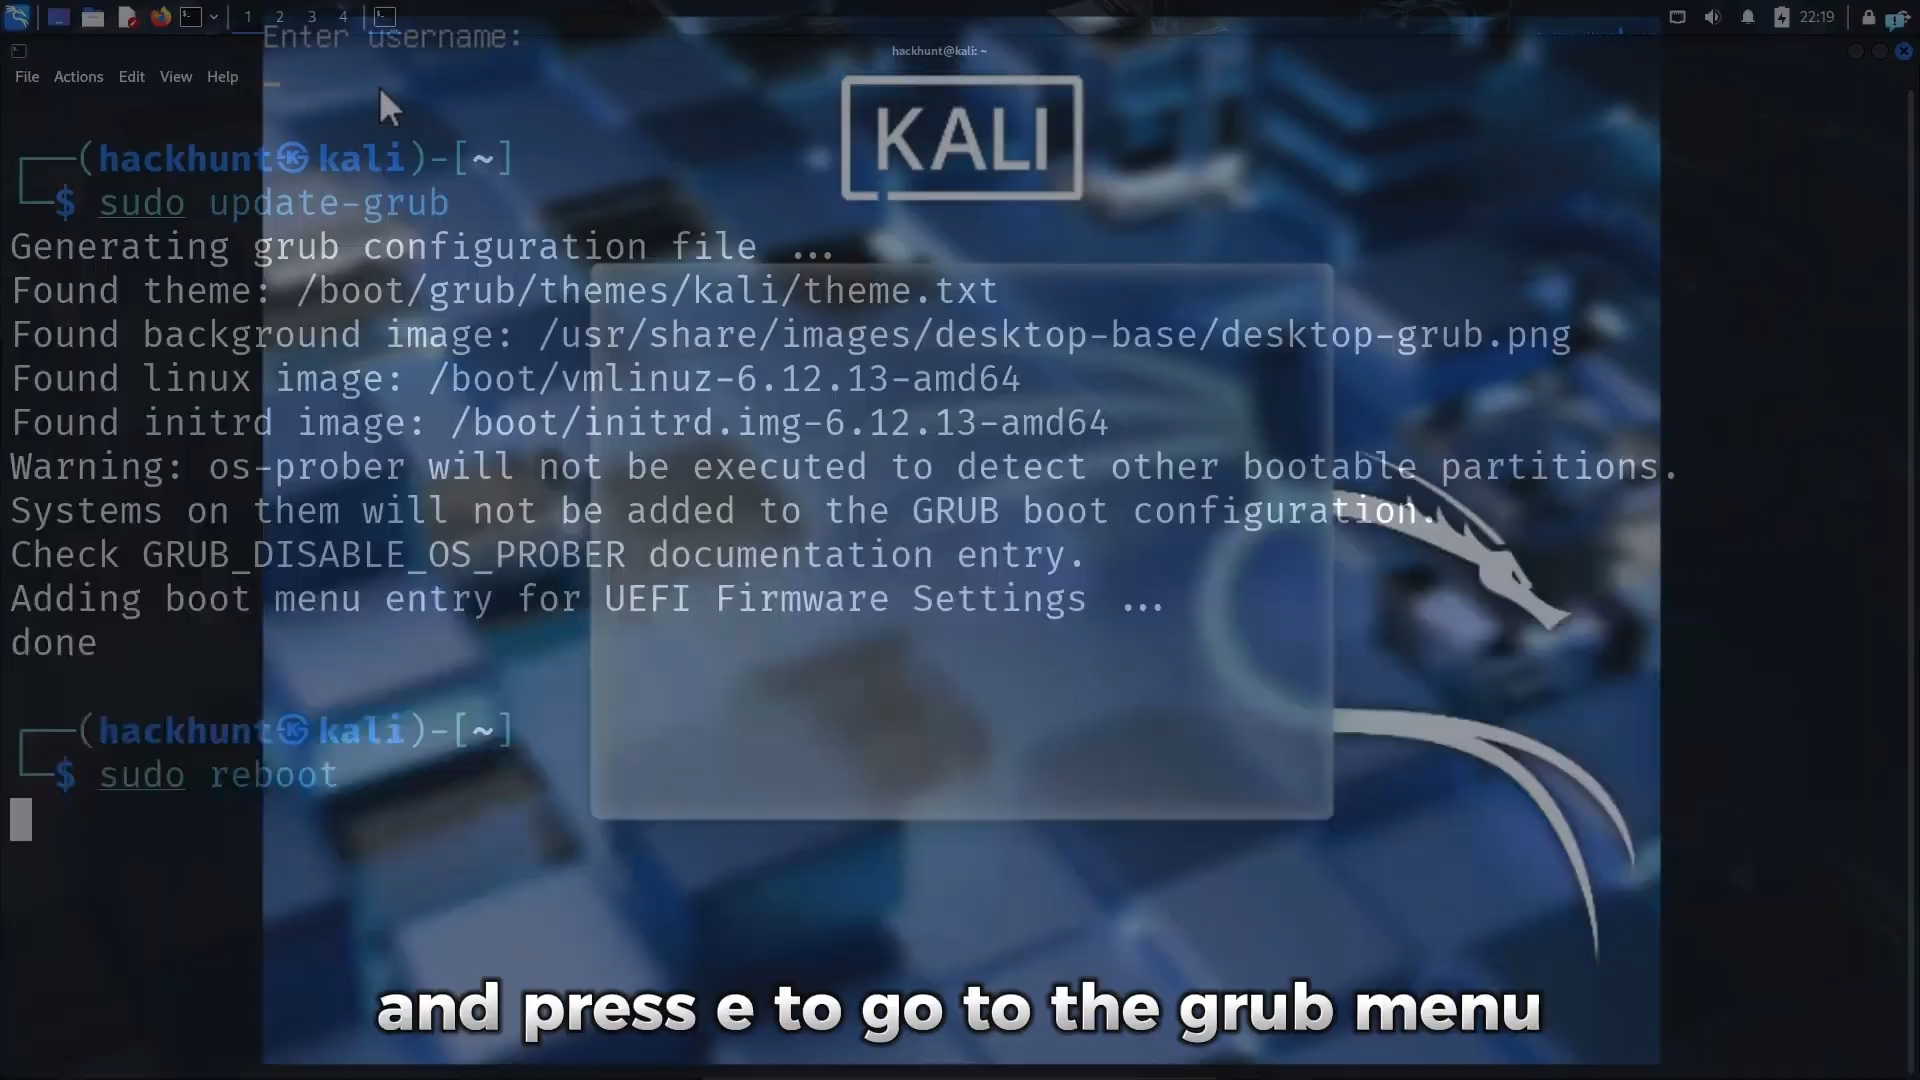 1 2 3 4
22:19
Enter username:
hackhunt@kali: ~
File Actions Edit View Help
KALI
(hackhunt㉿kali)-[~]
$ sudo update-grub
Generating grub configuration file ...
Found theme: /boot/grub/themes/kali/theme.txt
Found background image: /usr/share/images/desktop-base/desktop-grub.png
Found linux image: /boot/vmlinuz-6.12.13-amd64
Found initrd image: /boot/initrd.img-6.12.13-amd64
Warning: os-prober will not be executed to detect other bootable partitions.
Systems on them will not be added to the GRUB boot configuration.
Check GRUB_DISABLE_OS_PROBER documentation entry.
Adding boot menu entry for UEFI Firmware Settings ...
done
(hackhunt㉿kali)-[~]
$ sudo reboot
and press e to go to the grub menu